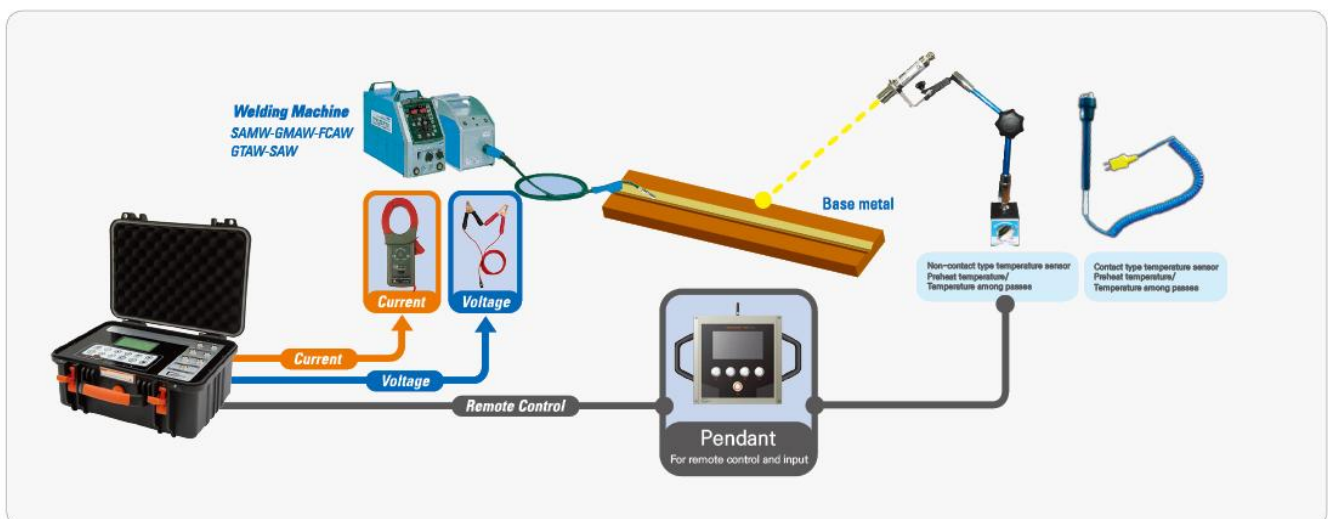 Welding Machine
SAMW-GMAW-FCAW
GTAW-SAW
Base metal
Current
Voltage
Non-contact type temperature sensor
Preheat temperature/
Temperature among passes
Contact type temperature sensor
Preheat temperature/
Temperature among passes
Current
Voltage
Remote Control
Pendant
For remote control and input